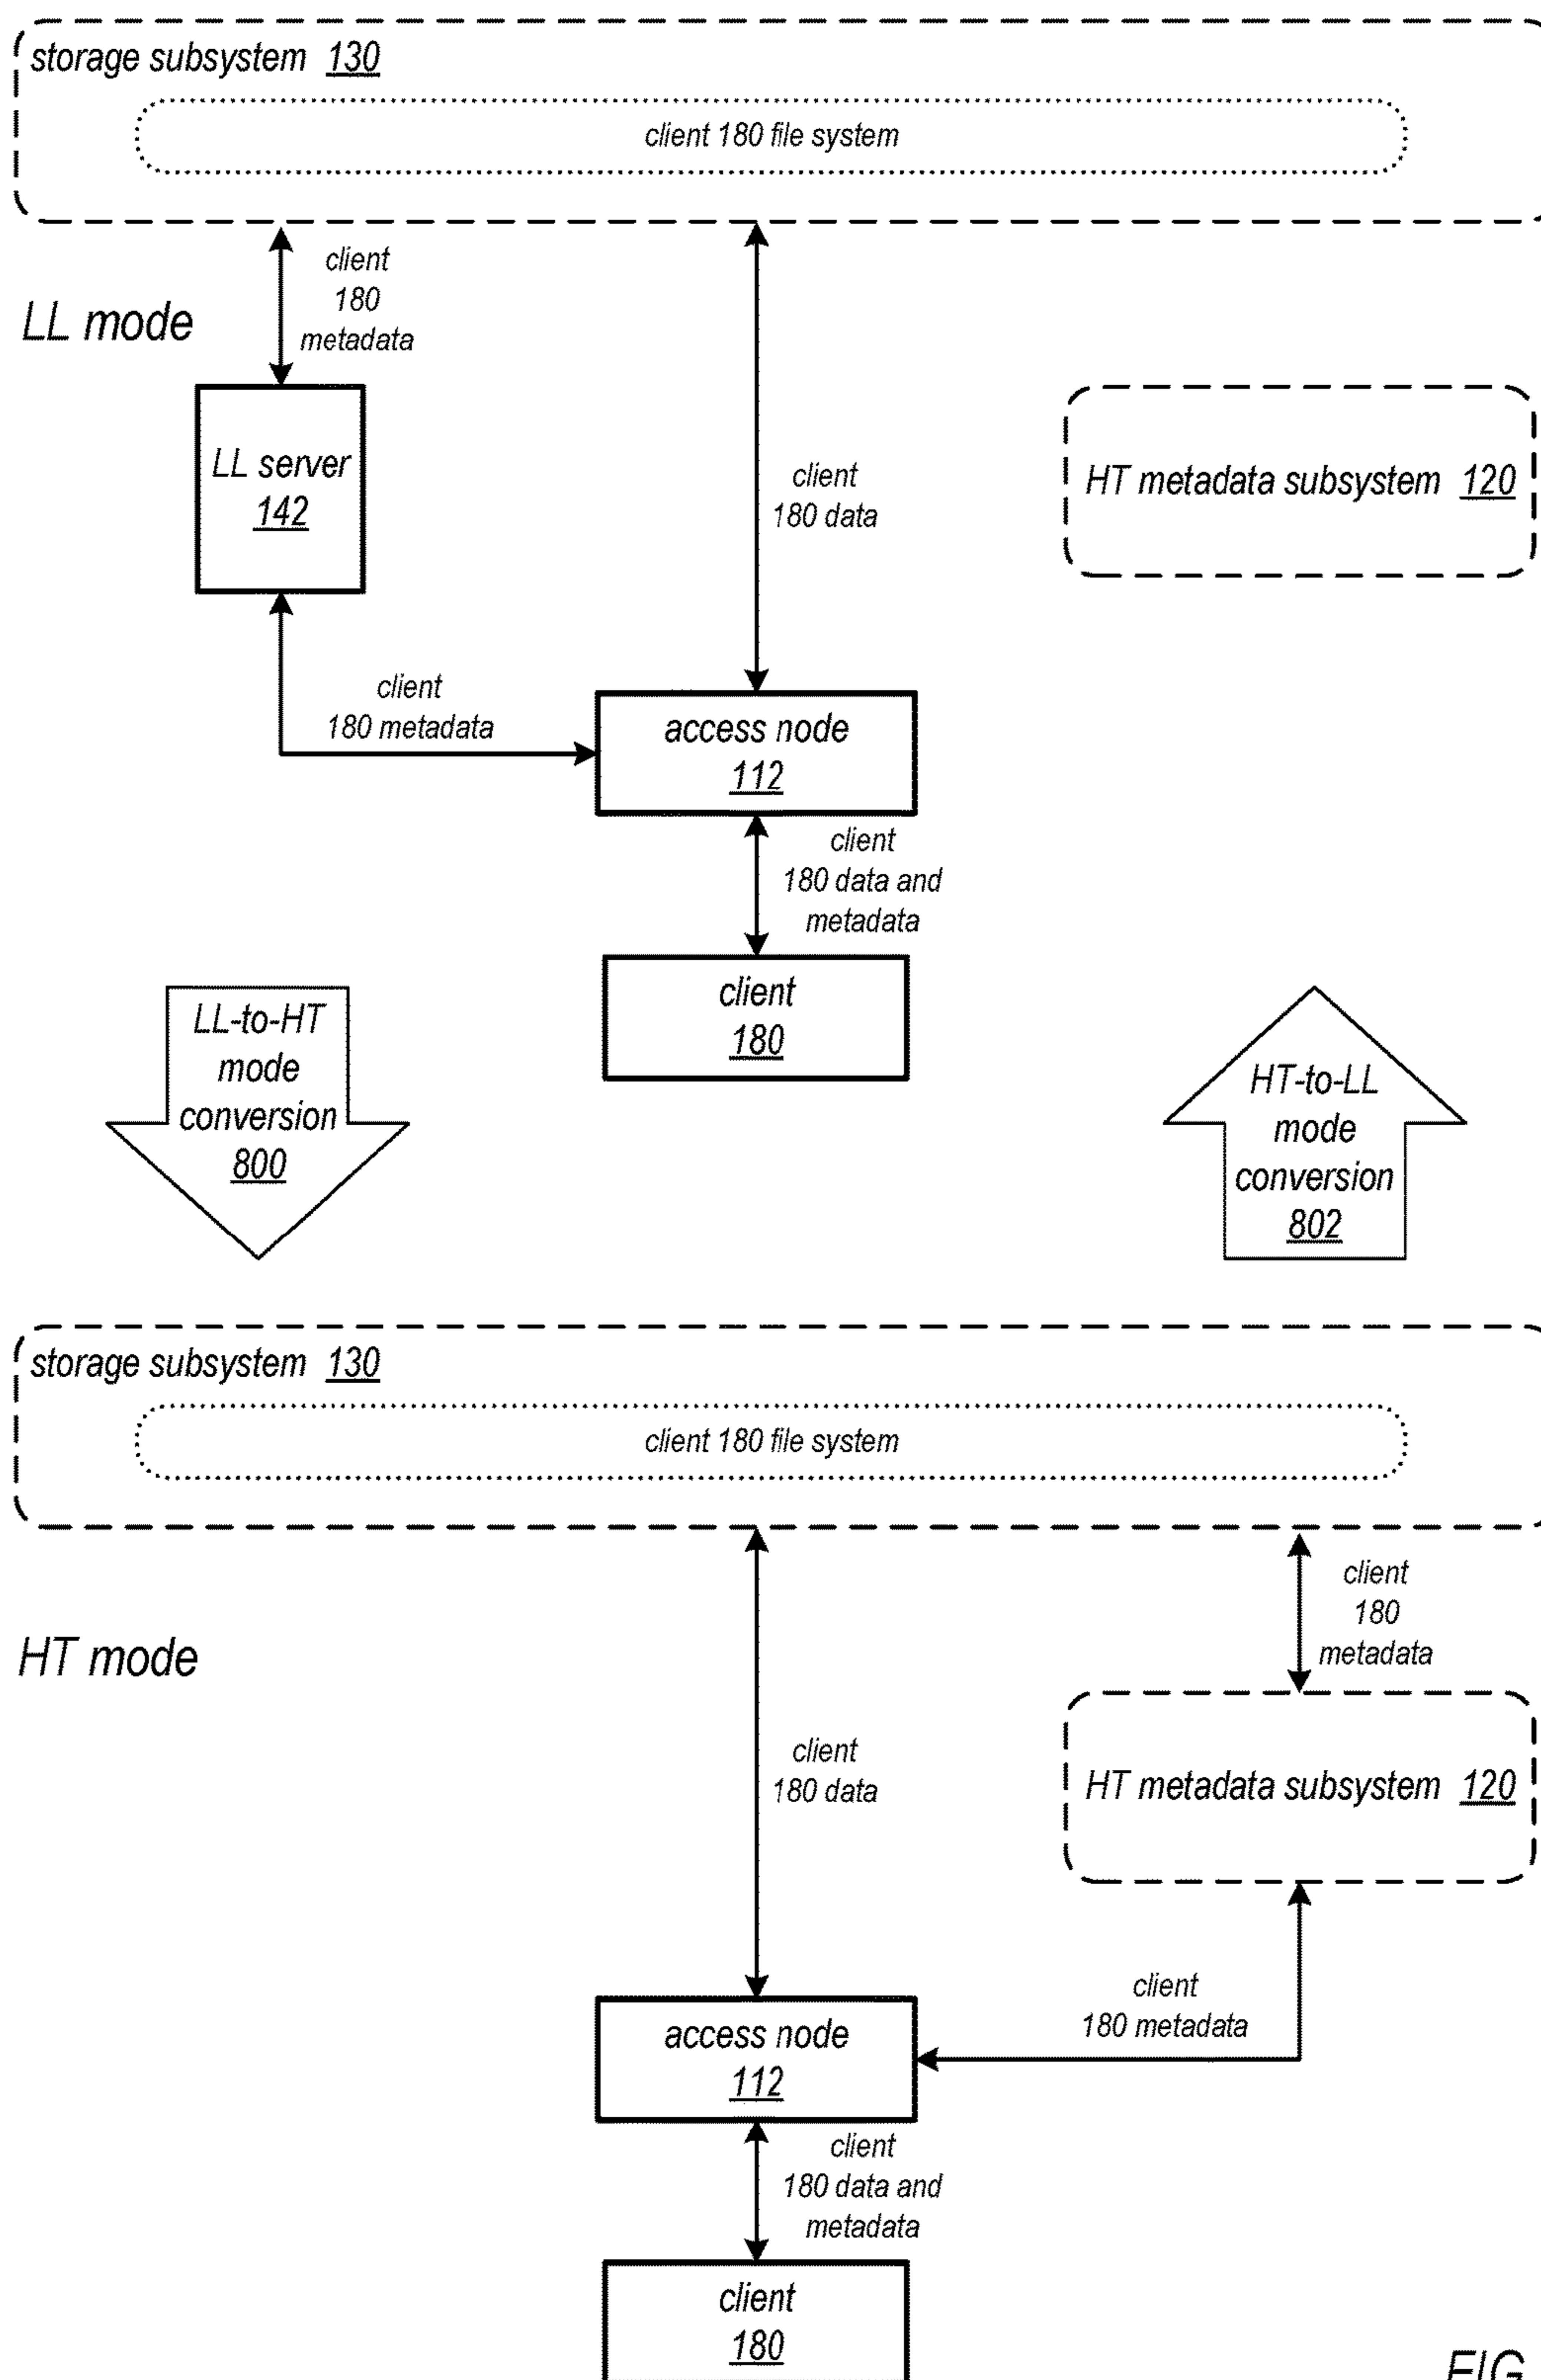 storage subsystem 130
client 180 file system
client
180
metadata
LL mode
LL server
142
client
180 data
HT metadata subsystem 120
client
180 metadata
access node
112
client
180 data and
metadata
client
180
LL-to-HT
mode
conversion
800
HT-to-LL
mode
conversion
802
storage subsystem 130
client 180 file system
client
180
metadata
HT mode
client
180 data
HT metadata subsystem 120
client
180 metadata
access node
112
client
180 data and
metadata
client
180
FIG